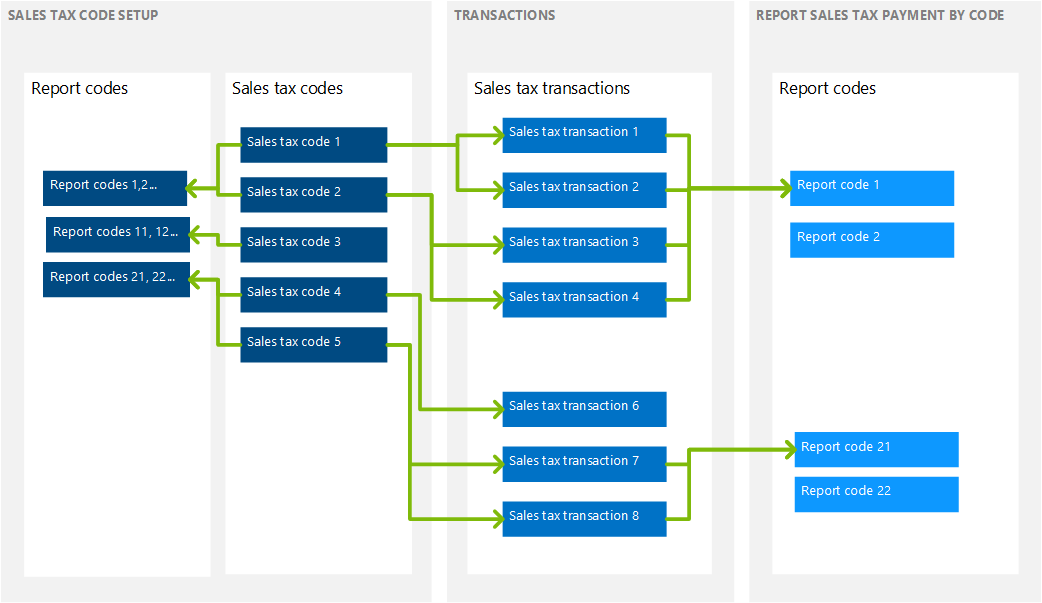 SALES TAX CODE SETUP
Report codes
Report codes 1,2...
Report codes 11, 12...
Report codes 21, 22...
Sales tax codes
Sales tax code 1
Sales tax code 2
Sales tax code 3
Sales tax code 4
Sales tax code 5
TRANSACTIONS
Sales tax transactions
Sales tax transaction 1
Sales tax transaction 2
Sales tax transaction 3
Sales tax transaction 4
Sales tax transaction 6
Sales tax transaction 7
Sales tax transaction 8
REPORT SALES TAX PAYMENT BY CODE
Report codes
Report code 1
Report code 2
Report code 21
Report code 22